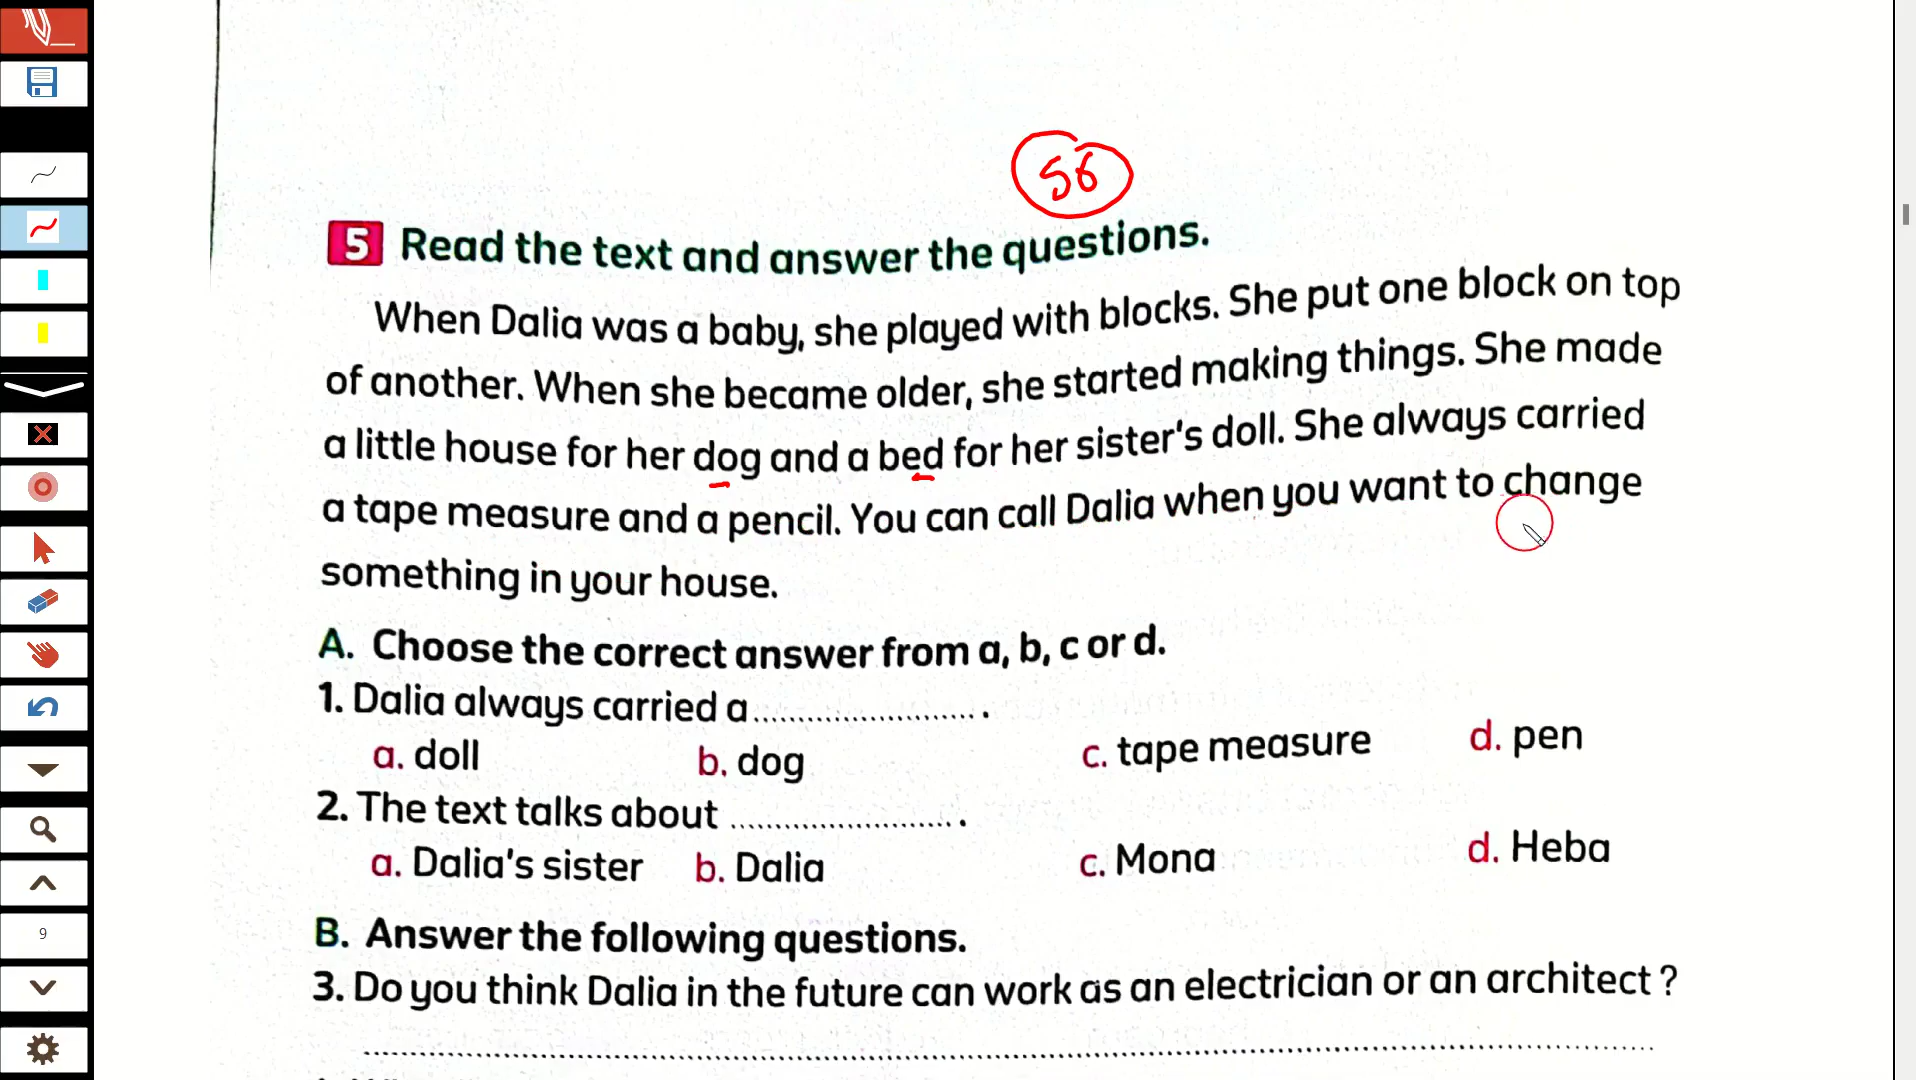 56
5 Read the text and answer the questions.
When Dalia was a baby, she played with blocks. She put one block on top
of another. When she became older, she started making things. She made
a little house for her dog and a bed for her sister's doll. She always carried
a tape measure and a pencil. You can call Dalia when you want to change
something in your house.
A. Choose the correct answer from a, b, c or d.
1. Dalia always carried a ........................ .
a. doll b. dog c. tape measure d. pen
2. The text talks about ........................ .
a. Dalia's sister b. Dalia c. Mona d. Heba
B. Answer the following questions.
3. Do you think Dalia in the future can work as an electrician or an architect ?
9